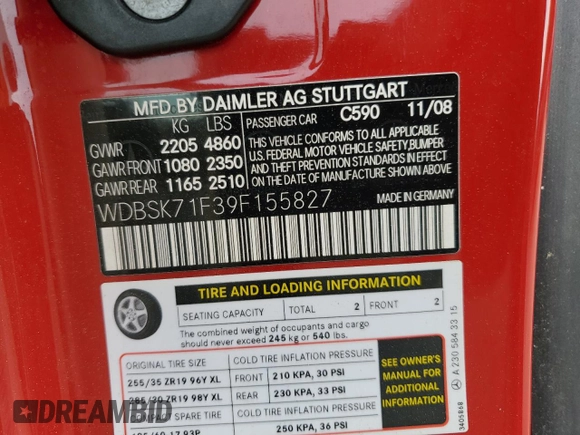 MFD BY DAIMLER AG STUTTGART
KG LBS PASSENGER CAR C590 11/08
GVWR 2205 4860
GAWR FRONT 1080 2350
GAWR REAR 1165 2510
THIS VEHICLE CONFORMS TO ALL APPLICABLE
U.S. FEDERAL MOTOR VEHICLE SAFETY, BUMPER
AND THEFT PREVENTION STANDARDS IN EFFECT
ON THE DATE OF MANUFACTURE SHOWN ABOVE
WDBSK71F39F155827
MADE IN GERMANY
TIRE AND LOADING INFORMATION
SEATING CAPACITY TOTAL 2 FRONT 2
The combined weight of occupants and cargo
should never exceed 245 kg or 540 lbs.
ORIGINAL TIRE SIZE COLD TIRE INFLATION PRESSURE
255/35 ZR19 96Y XL FRONT 210 KPA, 30 PSI
285/30 ZR19 98Y XL REAR 230 KPA, 33 PSI
SPARE TIRE COLD TIRE INFLATION PRESSURE
250 KPA, 36 PSI
SEE OWNER'S
MANUAL FOR
ADDITIONAL
INFORMATION
A 230 584 33 15
3405868
DREAMBID